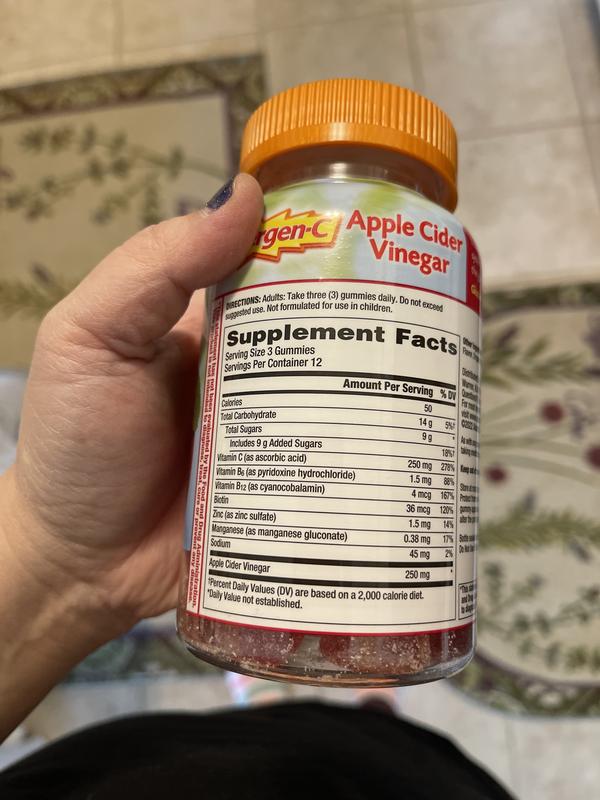 rgen-C
Apple Cider
Vinegar
DIRECTIONS: Adults: Take three (3) gummies daily. Do not exceed
suggested use. Not formulated for use in children.
Supplement Facts
Serving Size 3 Gummies
Servings Per Container 12
Amount Per Serving % DV
Calories 50
Total Carbohydrate 14 g 5%†
Total Sugars 9 g *
Includes 9 g Added Sugars 18%†
Vitamin C (as ascorbic acid) 250 mg 278%
Vitamin B6 (as pyridoxine hydrochloride) 1.5 mg 88%
Vitamin B12 (as cyanocobalamin) 4 mcg 167%
Biotin 36 mcg 120%
Zinc (as zinc sulfate) 1.5 mg 14%
Manganese (as manganese gluconate) 0.38 mg 17%
Sodium 45 mg 2%
Apple Cider Vinegar 250 mg *
†Percent Daily Values (DV) are based on a 2,000 calorie diet.
*Daily Value not established.